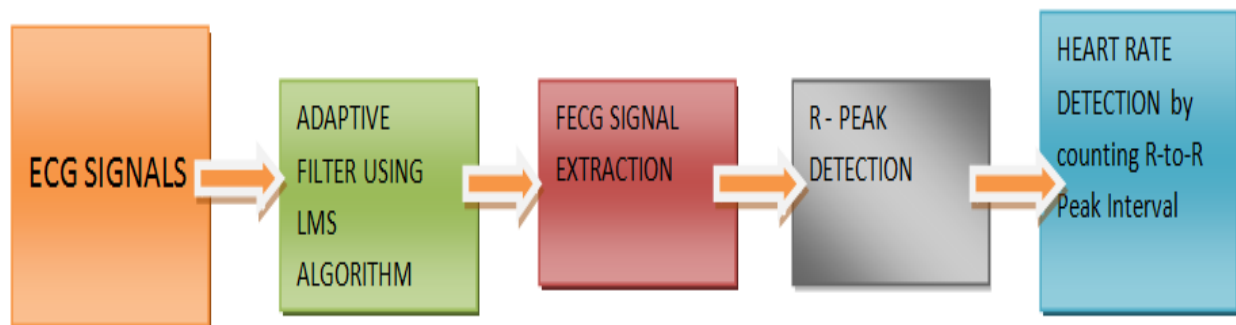 ECG SIGNALS
ADAPTIVE
FILTER USING
LMS
ALGORITHM
FECG SIGNAL
EXTRACTION
R - PEAK
DETECTION
HEART RATE
DETECTION by
counting R-to-R
Peak Interval